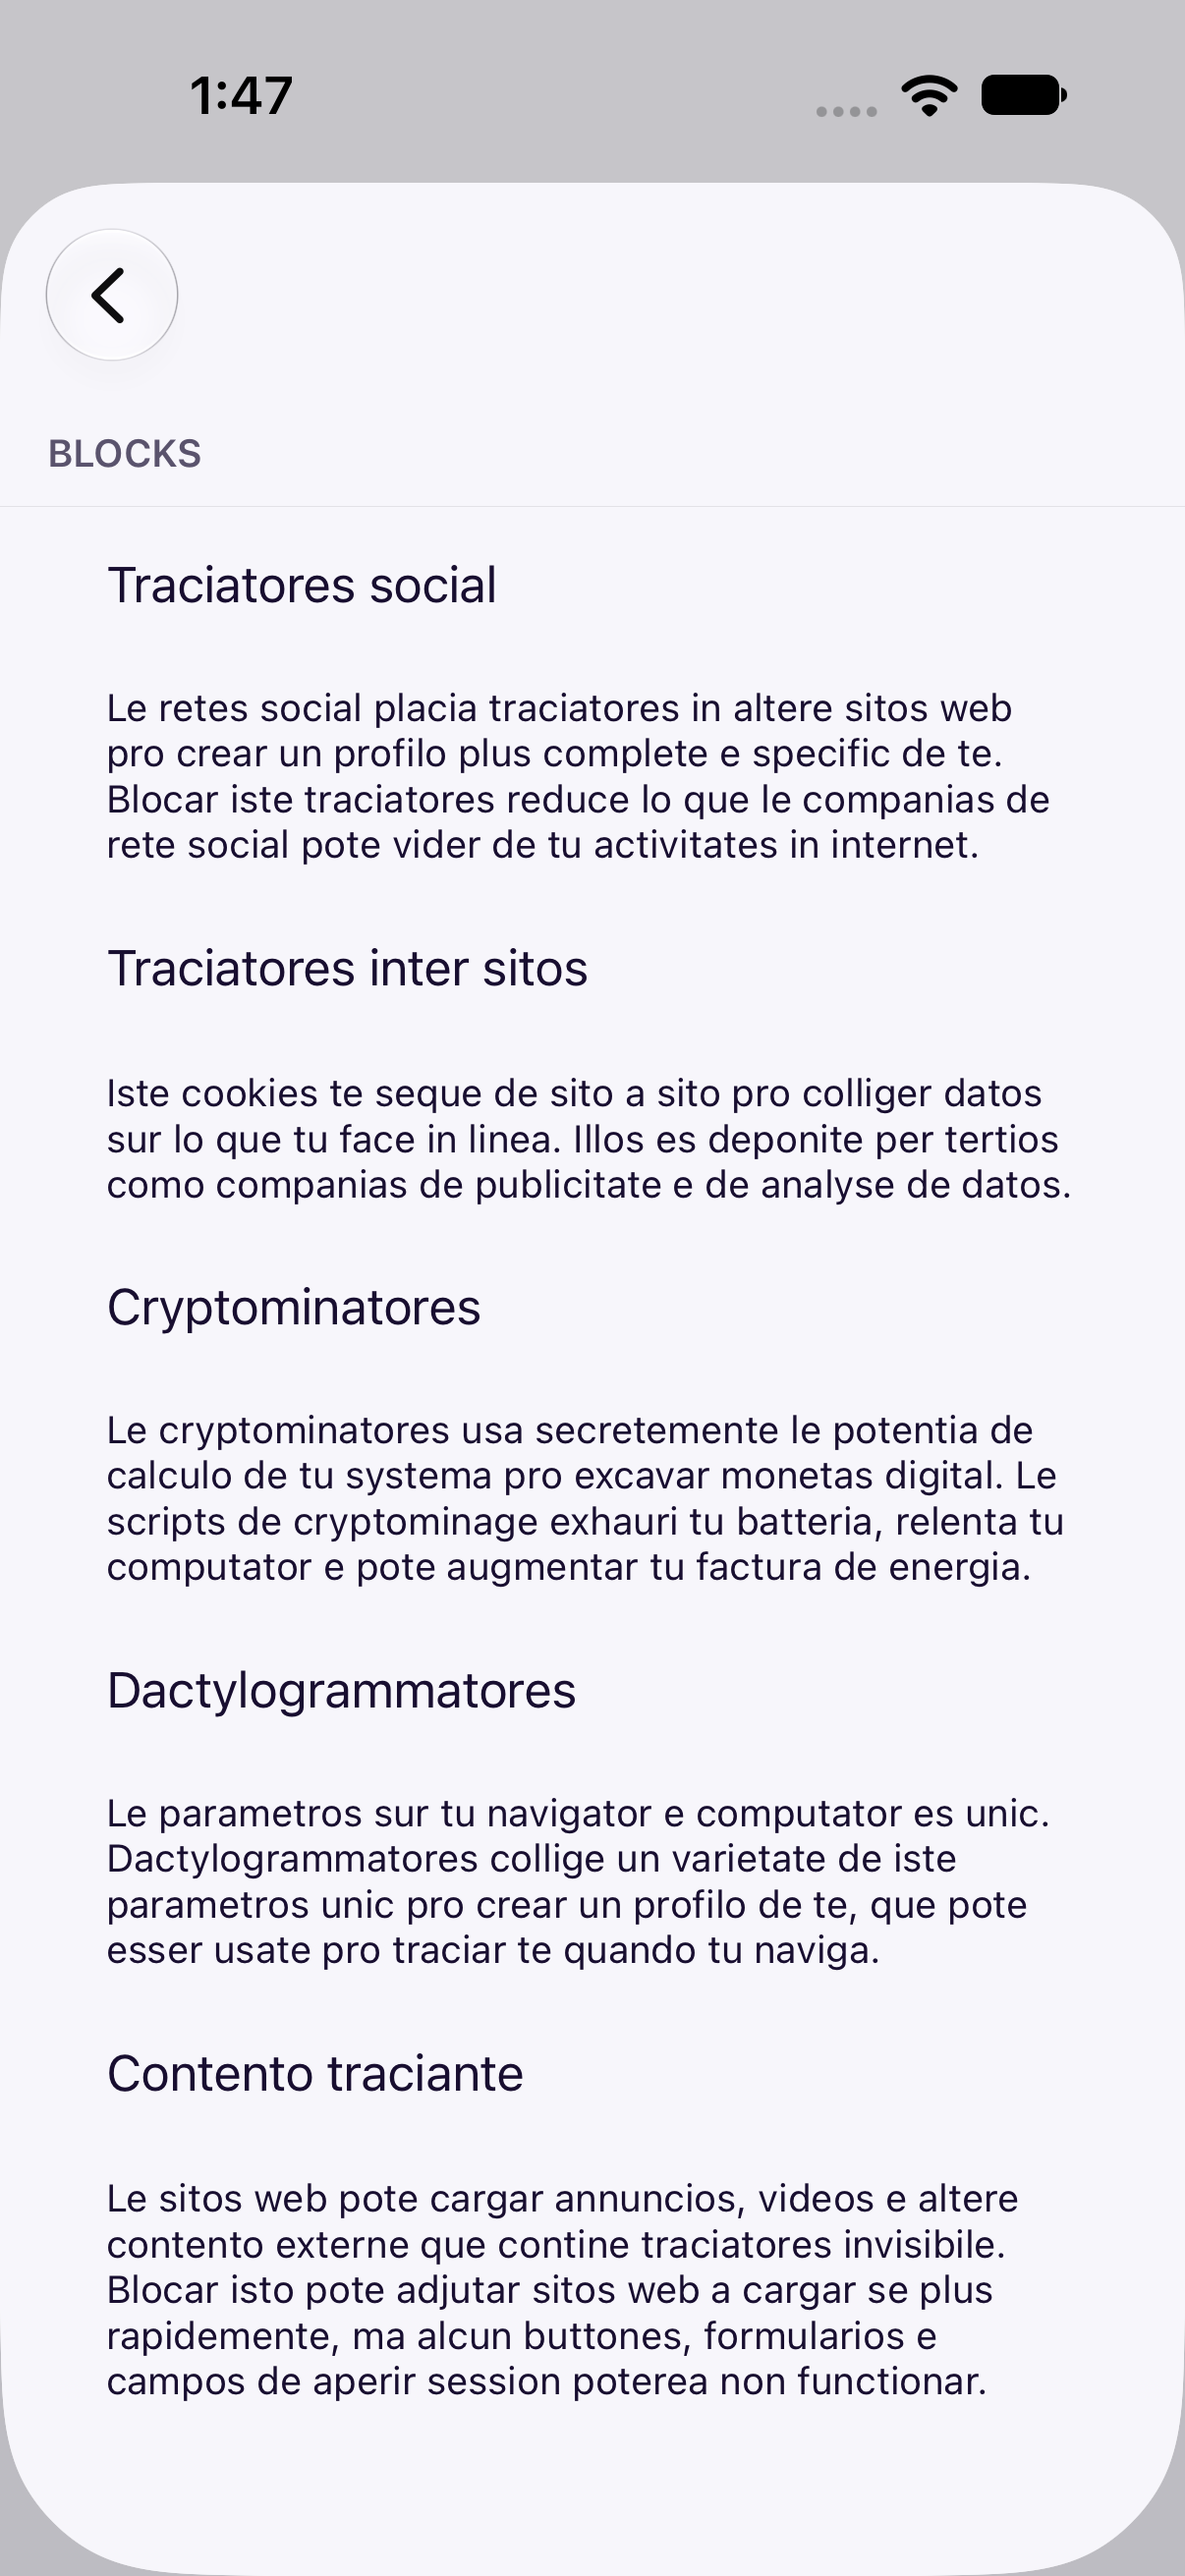 1:47
BLOCKS
Traciatores social
Le retes social placia traciatores in altere sitos web
pro crear un profilo plus complete e specific de te.
Blocar iste traciatores reduce lo que le companias de
rete social pote vider de tu activitates in internet.
Traciatores inter sitos
Iste cookies te seque de sito a sito pro colliger datos
sur lo que tu face in linea. Illos es deponite per tertios
como companias de publicitate e de analyse de datos.
Cryptominatores
Le cryptominatores usa secretemente le potentia de
calculo de tu systema pro excavar monetas digital. Le
scripts de cryptominage exhauri tu batteria, relenta tu
computator e pote augmentar tu factura de energia.
Dactylogrammatores
Le parametros sur tu navigator e computator es unic.
Dactylogrammatores collige un varietate de iste
parametros unic pro crear un profilo de te, que pote
esser usate pro traciar te quando tu naviga.
Contento traciante
Le sitos web pote cargar annuncios, videos e altere
contento externe que contine traciatores invisibile.
Blocar isto pote adjutar sitos web a cargar se plus
rapidemente, ma alcun buttones, formularios e
campos de aperir session poterea non functionar.